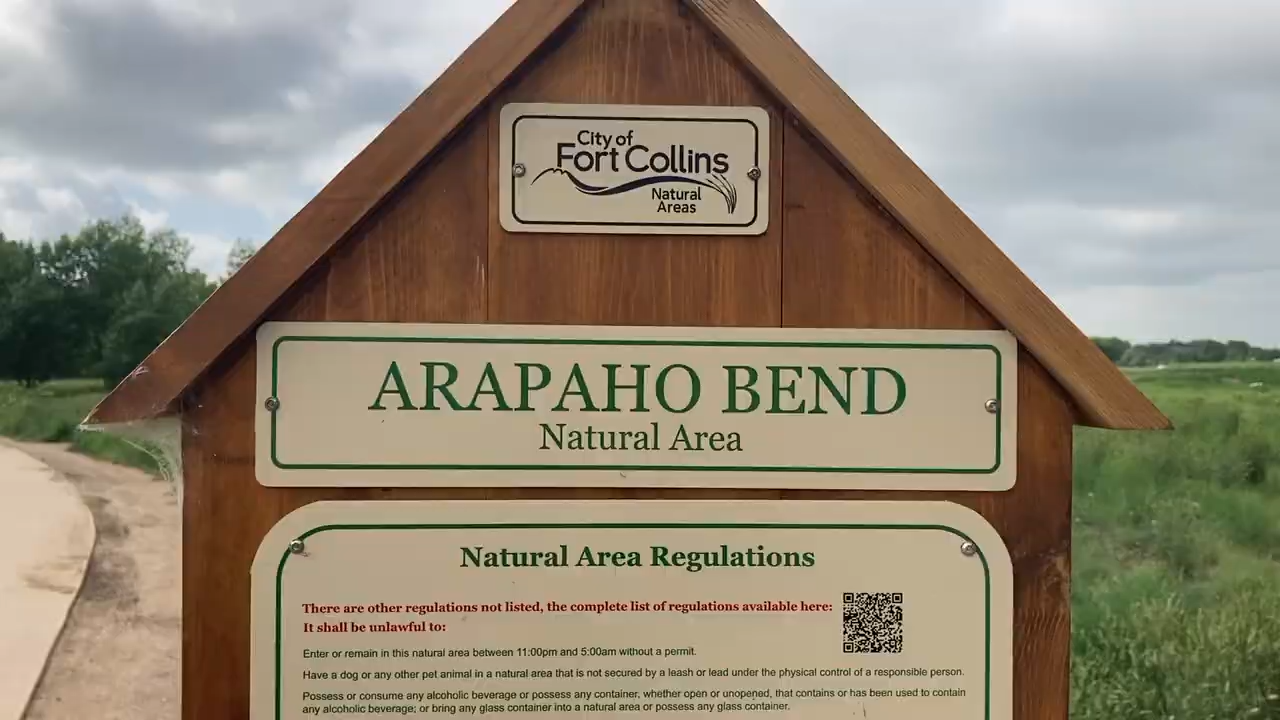 City of
Fort Collins
Natural
Areas
ARAPAHO BEND
Natural Area
Natural Area Regulations
There are other regulations not listed, the complete list of regulations available here:
It shall be unlawful to:
Enter or remain in this natural area between 11:00pm and 5:00am without a permit.
Have a dog or any other pet animal in a natural area that is not secured by a leash or lead under the physical control of a responsible person.
Possess or consume any alcoholic beverage or possess any container, whether open or unopened, that contains or has been used to contain
any alcoholic beverage; or bring any glass container into a natural area or possess any glass container.